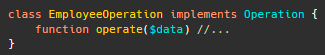 class EmployeeOperation implements Operation {
    function operate($data) //...
}